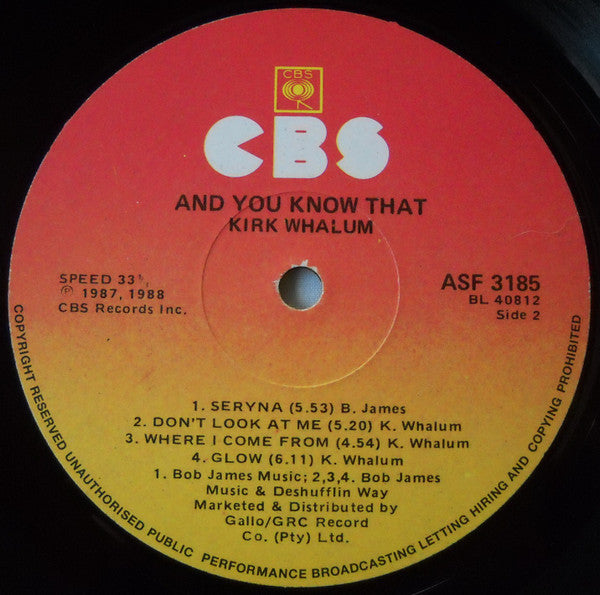 CBS
CBS
AND YOU KNOW THAT
KIRK WHALUM
SPEED 33⅓
℗ 1987, 1988
CBS Records Inc.
ASF 3185
BL 40812
Side 2
1. SERYNA (5.53) B. James
2. DON'T LOOK AT ME (5.20) K. Whalum
3. WHERE I COME FROM (4.54) K. Whalum
4. GLOW (6.11) K. Whalum
1. Bob James Music; 2,3,4. Bob James
Music & Deshufflin Way
Marketed & Distributed by
Gallo/GRC Record
Co. (Pty) Ltd.
COPYRIGHT RESERVED UNAUTHORISED PUBLIC PERFORMANCE BROADCASTING LETTING HIRING AND COPYING PROHIBITED